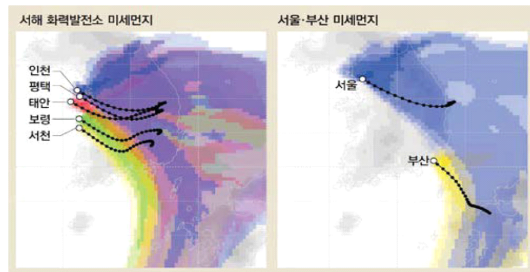 서해 화력발전소 미세먼지
인천
평택
태안
보령
서천
서울·부산 미세먼지
서울
부산